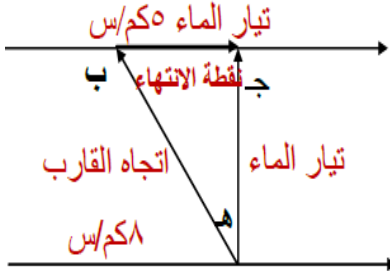 تيار الماء ٥كم/س
ب
نقطة الانتهاء
جـ
اتجاه القارب
تيار الماء
هـ
٨كم/س